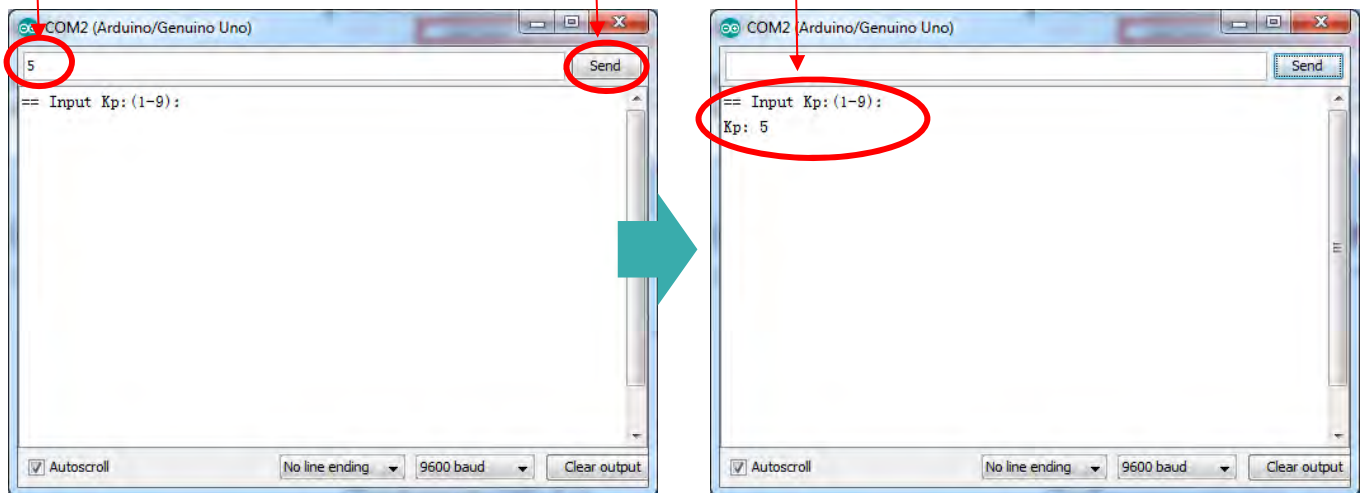 COM2 (Arduino/Genuino Uno)
5
Send
== Input Kp:(1-9):
Autoscroll
No line ending
9600 baud
Clear output
COM2 (Arduino/Genuino Uno)
Send
== Input Kp:(1-9):
Kp: 5
Autoscroll
No line ending
9600 baud
Clear output